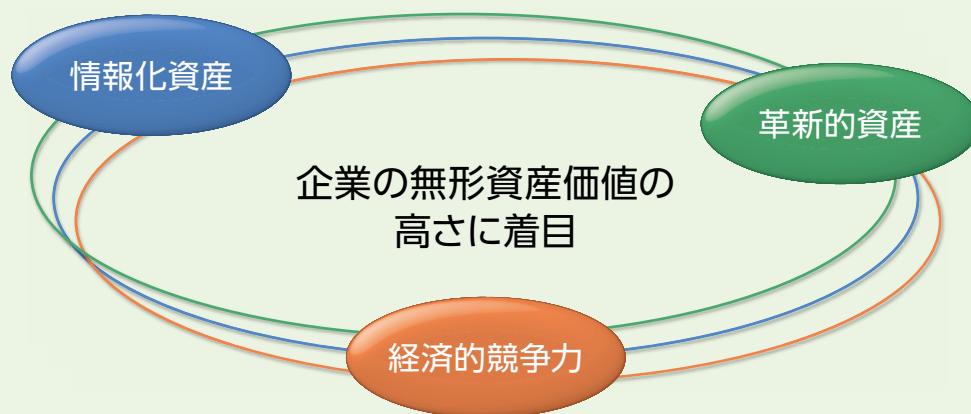 情報化資産
革新的資産
企業の無形資産価値の
高さに着目
経済的競争力